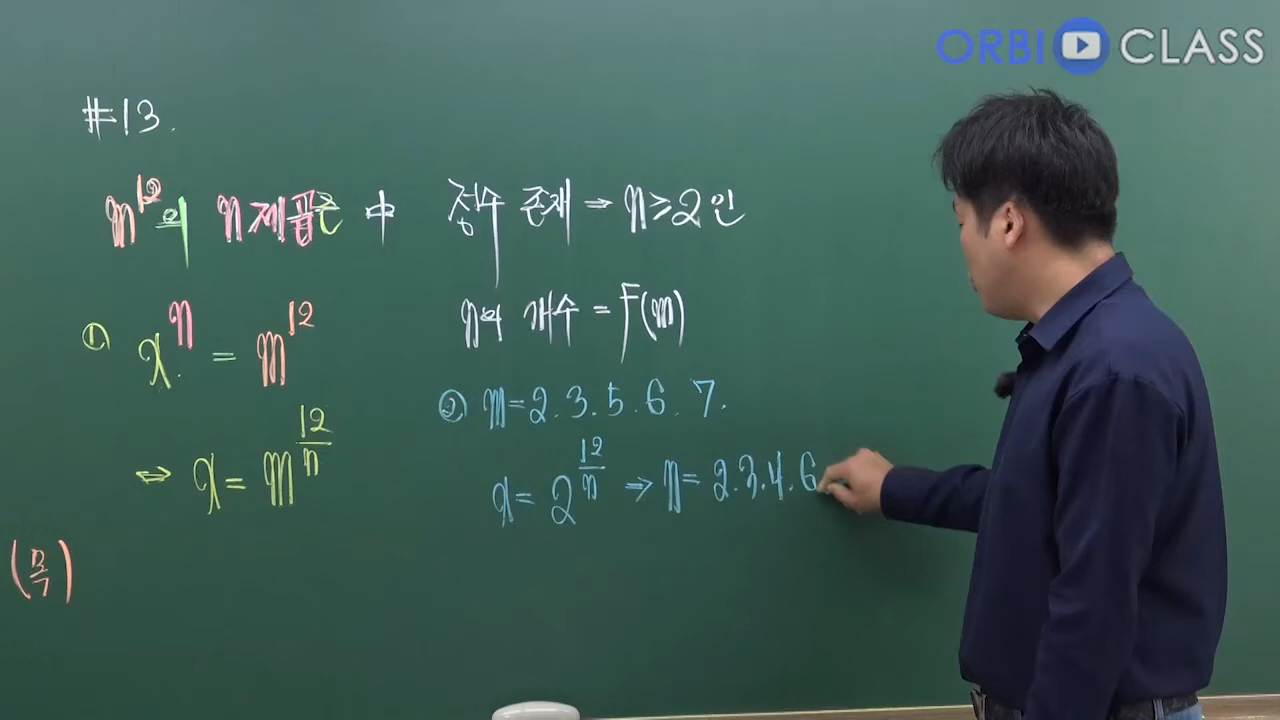 ORBI CLASS
#13.
m^12의 n제곱근 中 정수 존재 → n≥2인
n의 개수 = f(m)
① x^n = m^12
⇔ x = m^(12/n)
② m=2.3.5.6.7.
x = 2^(12/n) ⇒ n= 2.3.4.6